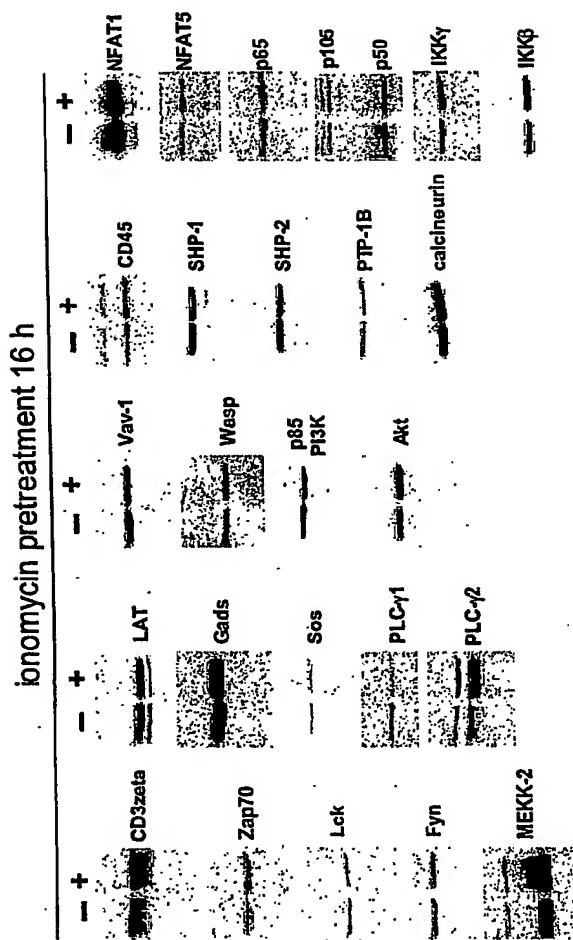 ionomycin pretreatment 16 h
− +
CD3zeta
Zap70
Lck
Fyn
MEKK-2
− +
LAT
Gads
Sos
PLC-γ1
PLC-γ2
− +
Vav-1
Wasp
p85
PI3K
Akt
− +
CD45
SHP-1
SHP-2
PTP-1B
calcineurin
− +
NFAT1
NFAT5
p65
p105
p50
IKKγ
IKKβ